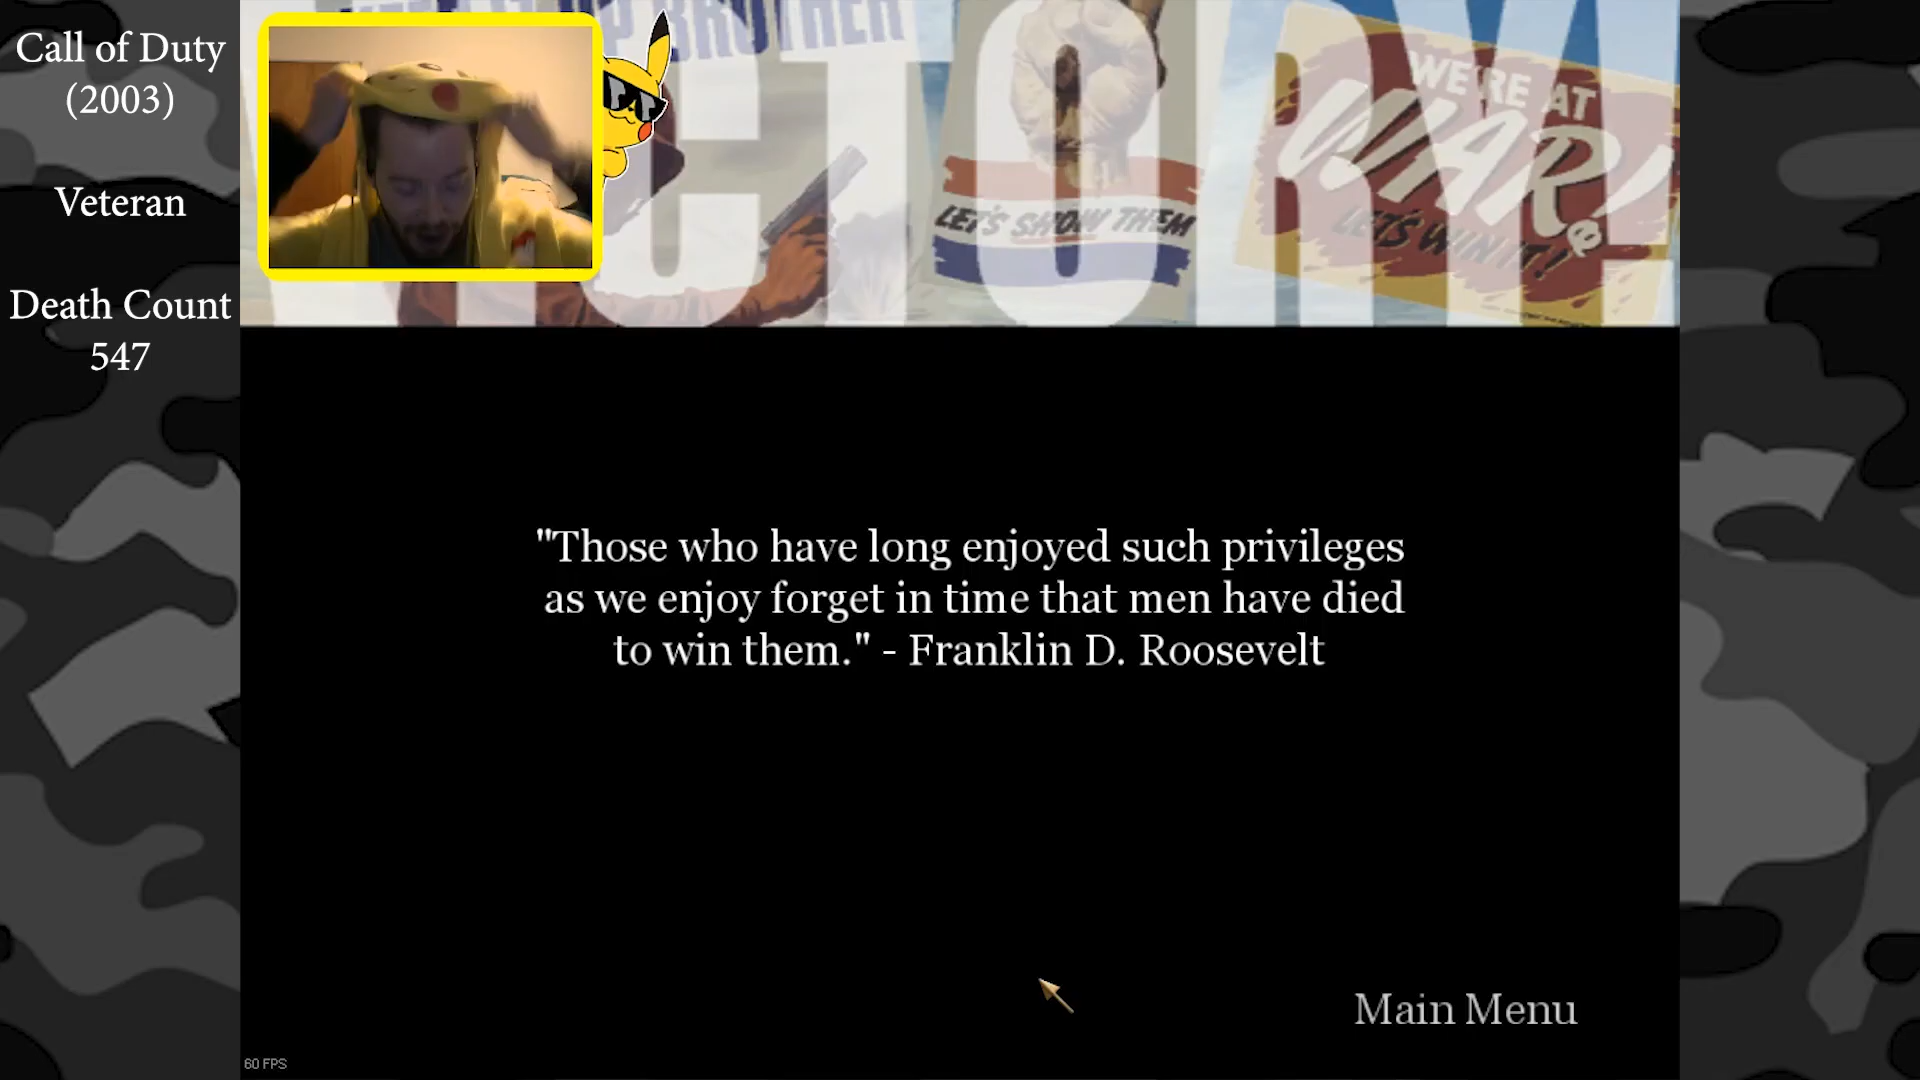 Call of Duty
(2003)
Veteran
Death Count
547
BROTHER
VICTORY!
LET'S SHOW THEM
WE'RE AT
WAR!
LET'S WIN IT!
"Those who have long enjoyed such privileges
as we enjoy forget in time that men have died
to win them." - Franklin D. Roosevelt
Main Menu
60 FPS